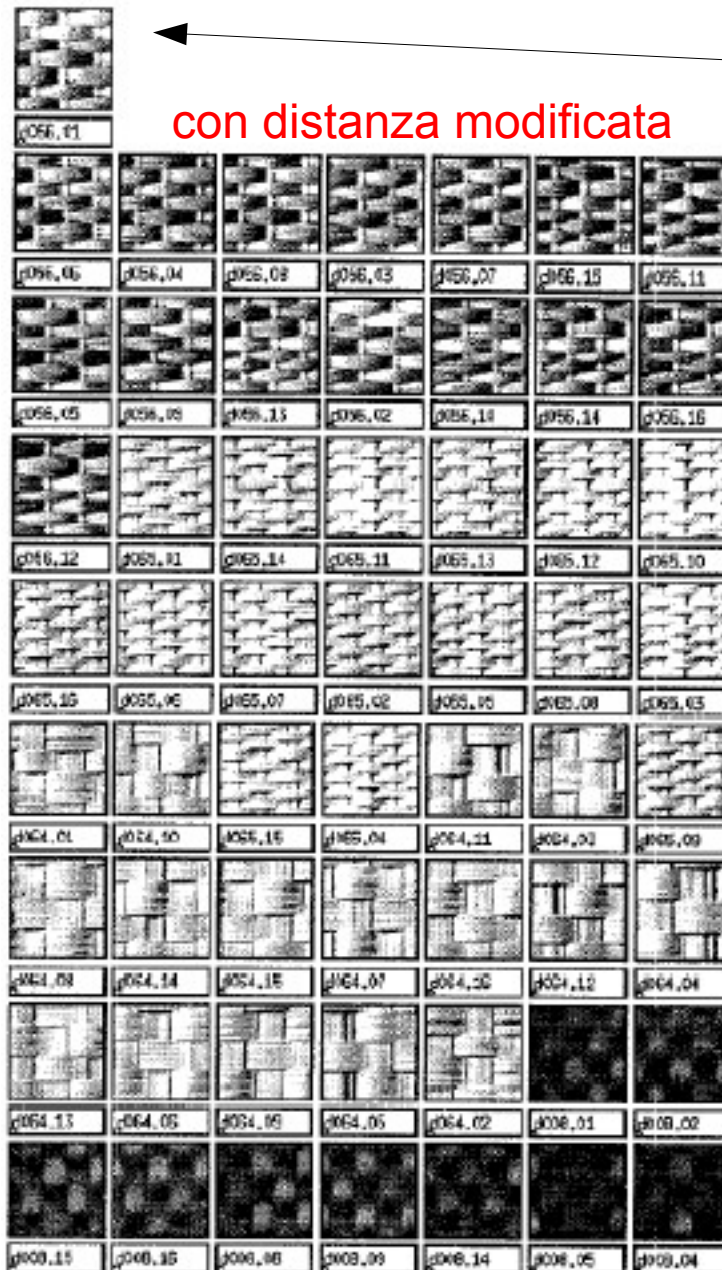 d056.01
con distanza modificata
d056.06 d056.04 d056.08 d056.03 d056.07 d056.15 d056.11
d056.05 d056.09 d056.13 d056.02 d056.10 d056.14 d056.16
d056.12 d065.01 d065.14 d065.11 d065.13 d065.12 d065.10
d065.16 d065.06 d065.07 d065.02 d065.05 d065.08 d065.03
d064.01 d064.10 d065.15 d065.04 d064.11 d064.03 d065.09
d064.08 d064.14 d064.15 d064.07 d064.16 d064.12 d064.04
d064.13 d064.09 d064.02 d008.01 d008.02
d008.15 d008.16 d008.08 d008.09 d008.14 d008.05 d008.04